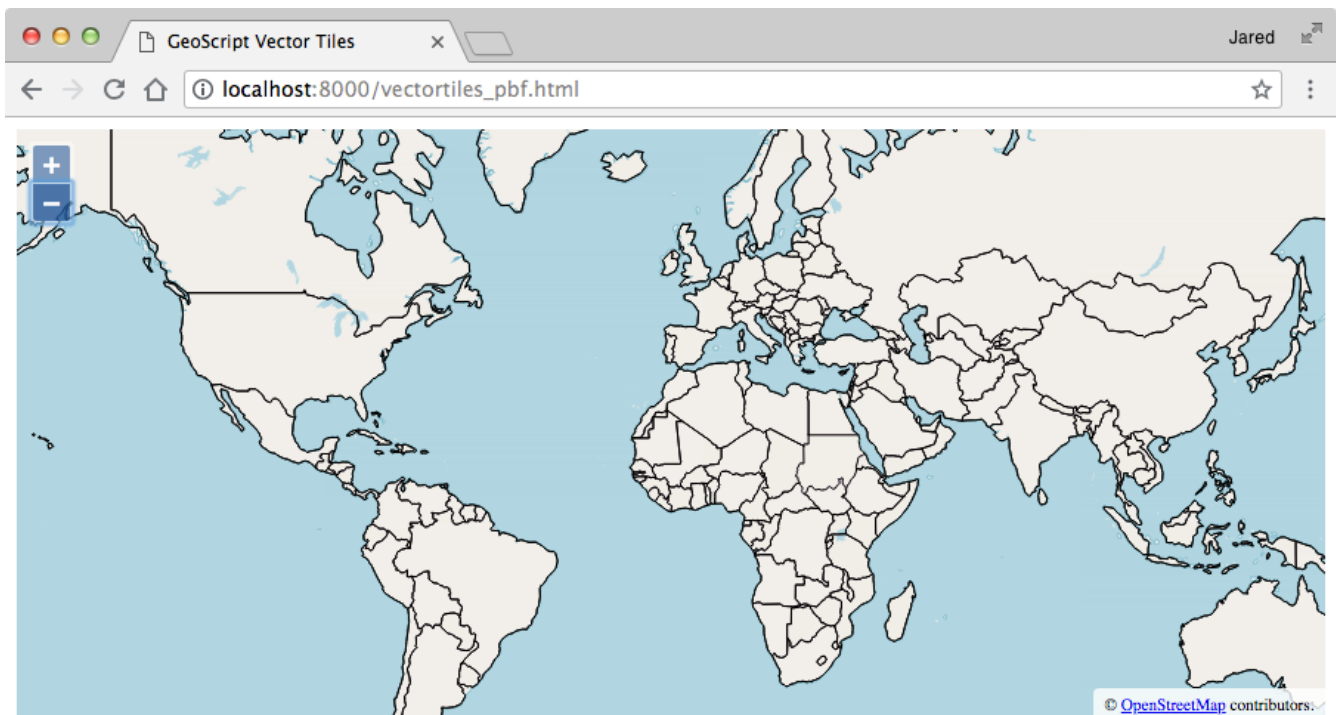 GeoScript Vector Tiles
Jared
localhost:8000/vectortiles_pbf.html
+
−
© OpenStreetMap contributors.